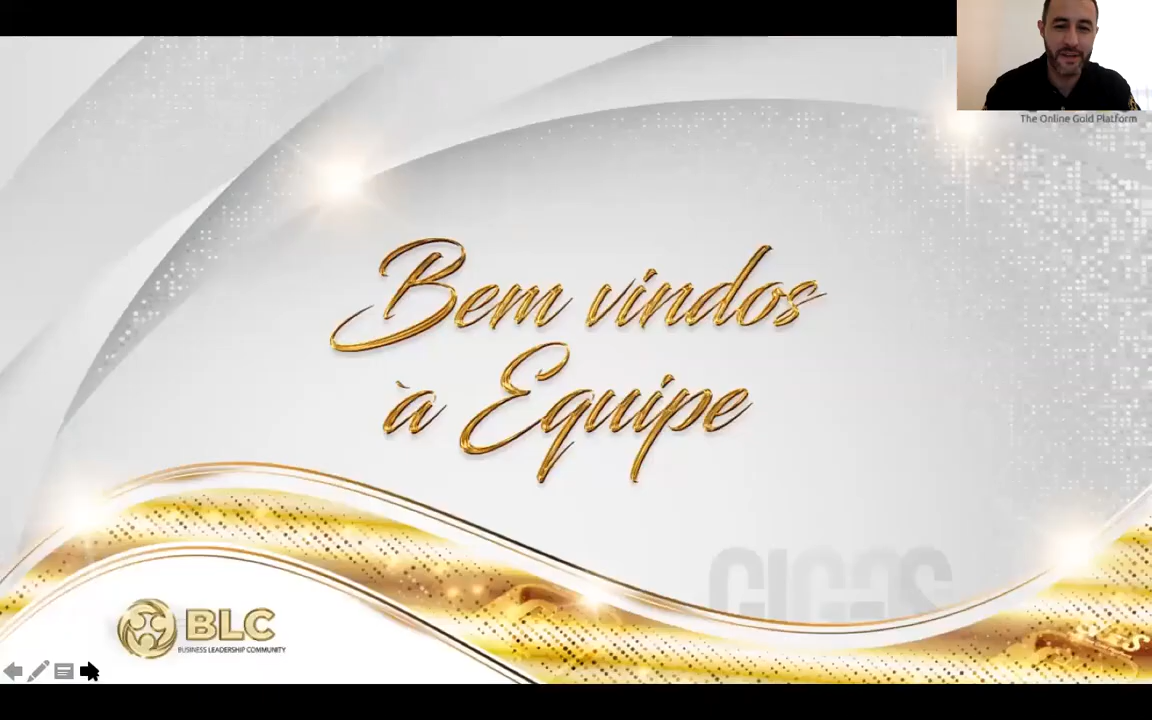 The Online Gold Platform
Bem vindos
à Equipe
BLC
BUSINESS LEADERSHIP COMMUNITY